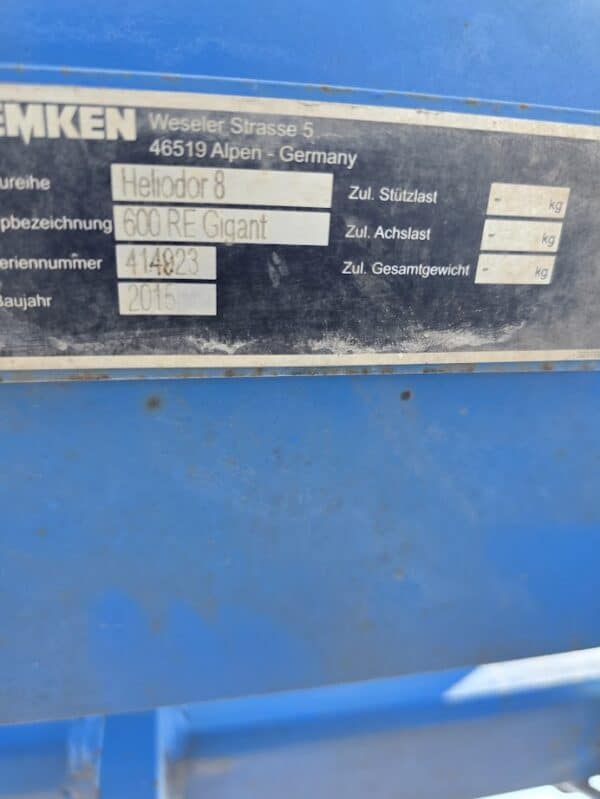 EMKEN Weseler Strasse 5
46519 Alpen - Germany
ureihe Heliodor 8 Zul. Stützlast - kg
pbezeichnung 600 RE Gigant Zul. Achslast - kg
eriennummer 414923 Zul. Gesamtgewicht - kg
Baujahr 2015